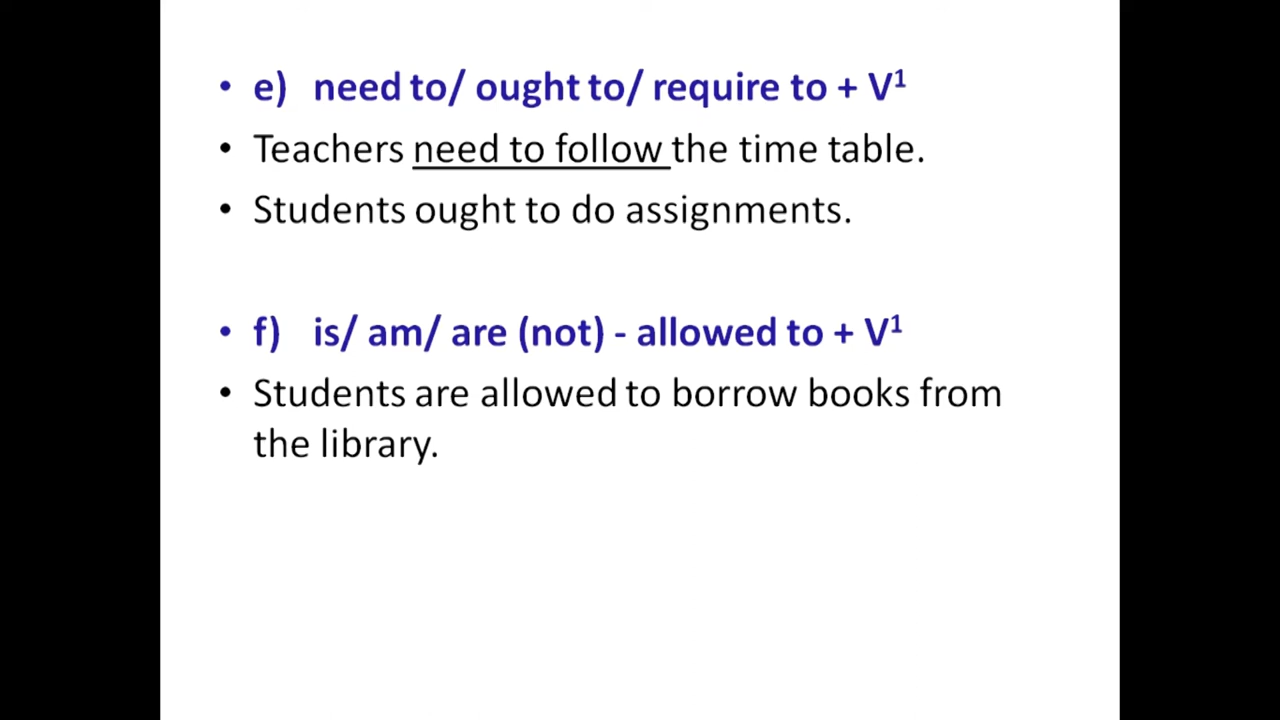 • e) need to/ ought to/ require to + V¹
• Teachers need to follow the time table.
• Students ought to do assignments.
• f) is/ am/ are (not) - allowed to + V¹
• Students are allowed to borrow books from
the library.